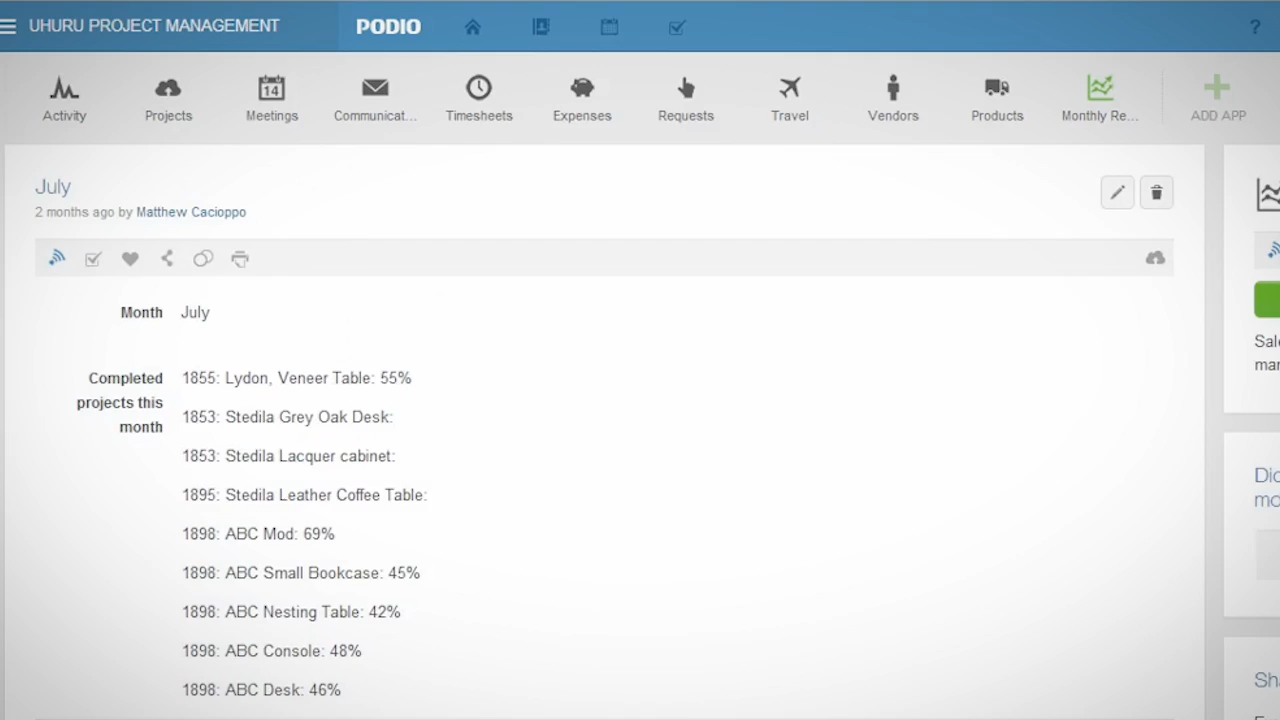 UHURU PROJECT MANAGEMENT PODIO ?
Activity Projects Meetings Communicat... Timesheets Expenses Requests Travel Vendors Products Monthly Re... ADD APP
14
July
2 months ago by Matthew Cacioppo
Month July
Completed projects this month
1855: Lydon, Veneer Table: 55%
1853: Stedila Grey Oak Desk:
1853: Stedila Lacquer cabinet:
1895: Stedila Leather Coffee Table:
1898: ABC Mod: 69%
1898: ABC Small Bookcase: 45%
1898: ABC Nesting Table: 42%
1898: ABC Console: 48%
1898: ABC Desk: 46%